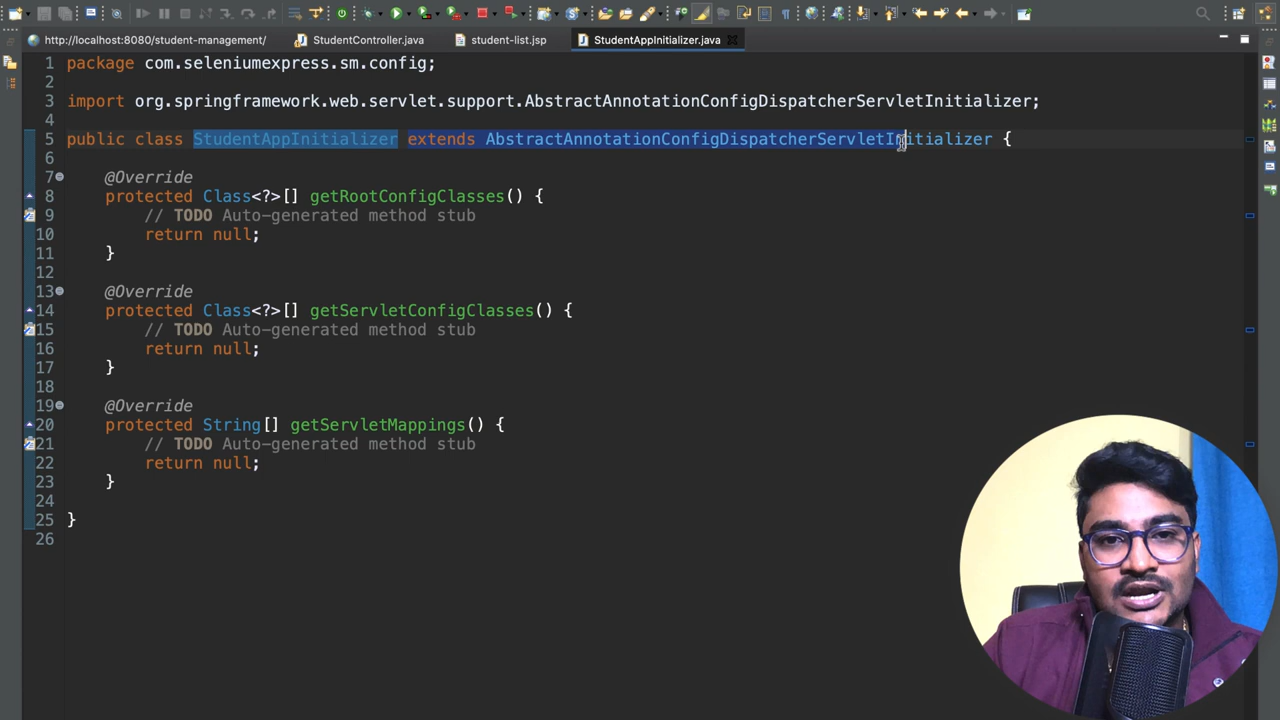 http://localhost:8080/student-management/
StudentController.java
student-list.jsp
StudentAppInitializer.java
1 package com.seleniumexpress.sm.config;
2
3 import org.springframework.web.servlet.support.AbstractAnnotationConfigDispatcherServletInitializer;
4
5 public class StudentAppInitializer extends AbstractAnnotationConfigDispatcherServletInitializer {
6
7 @Override
8 protected Class<?>[] getRootConfigClasses() {
9 // TODO Auto-generated method stub
10 return null;
11 }
12
13 @Override
14 protected Class<?>[] getServletConfigClasses() {
15 // TODO Auto-generated method stub
16 return null;
17 }
18
19 @Override
20 protected String[] getServletMappings() {
21 // TODO Auto-generated method stub
22 return null;
23 }
24
25 }
26